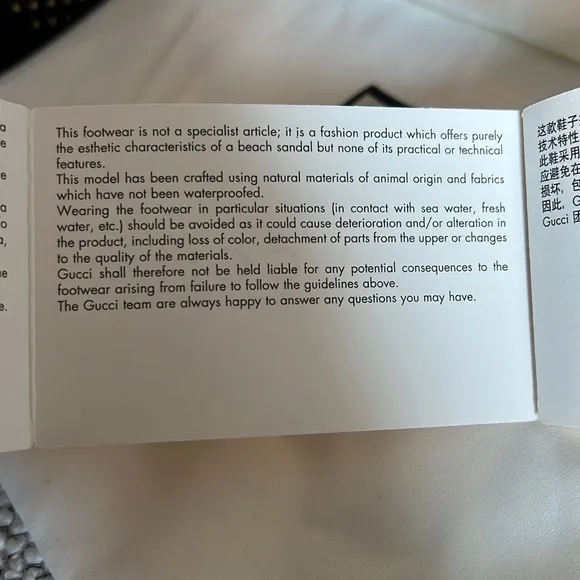 This footwear is not a specialist article; it is a fashion product which offers purely
the esthetic characteristics of a beach sandal but none of its practical or technical
features.
This model has been crafted using natural materials of animal origin and fabrics
which have not been waterproofed.
Wearing the footwear in particular situations (in contact with sea water, fresh
water, etc.) should be avoided as it could cause deterioration and/or alteration in
the product, including loss of color, detachment of parts from the upper or changes
to the quality of the materials.
Gucci shall therefore not be held liable for any potential consequences to the
footwear arising from failure to follow the guidelines above.
The Gucci team are always happy to answer any questions you may have.
这款鞋子
技术特性
此鞋采用
应避免在
损坏，包
因此，G
Gucci 团